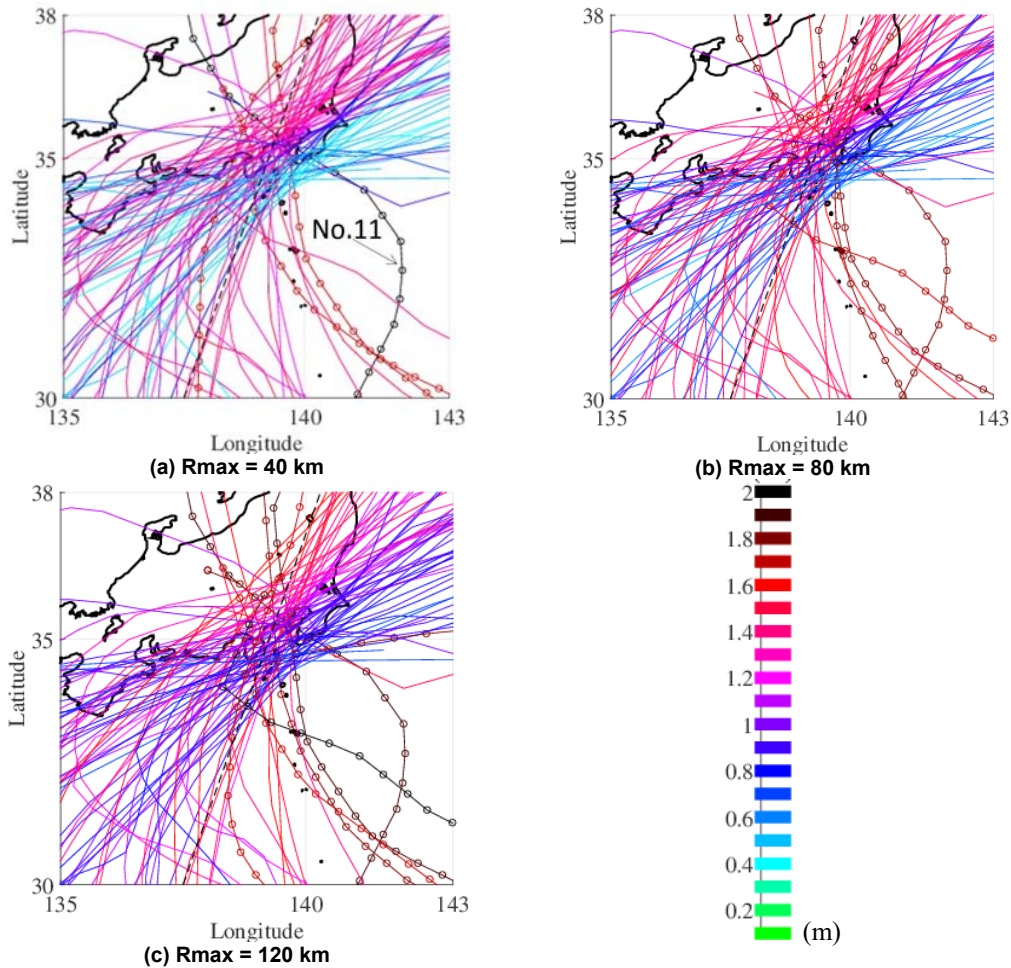 38
Latitude
35
No.11
30
135
140
143
Longitude
(a) Rmax = 40 km
38
Latitude
35
30
135
140
143
Longitude
(b) Rmax = 80 km
38
Latitude
35
30
135
140
143
Longitude
(c) Rmax = 120 km
2
1.8
1.6
1.4
1.2
1
0.8
0.6
0.4
0.2
(m)